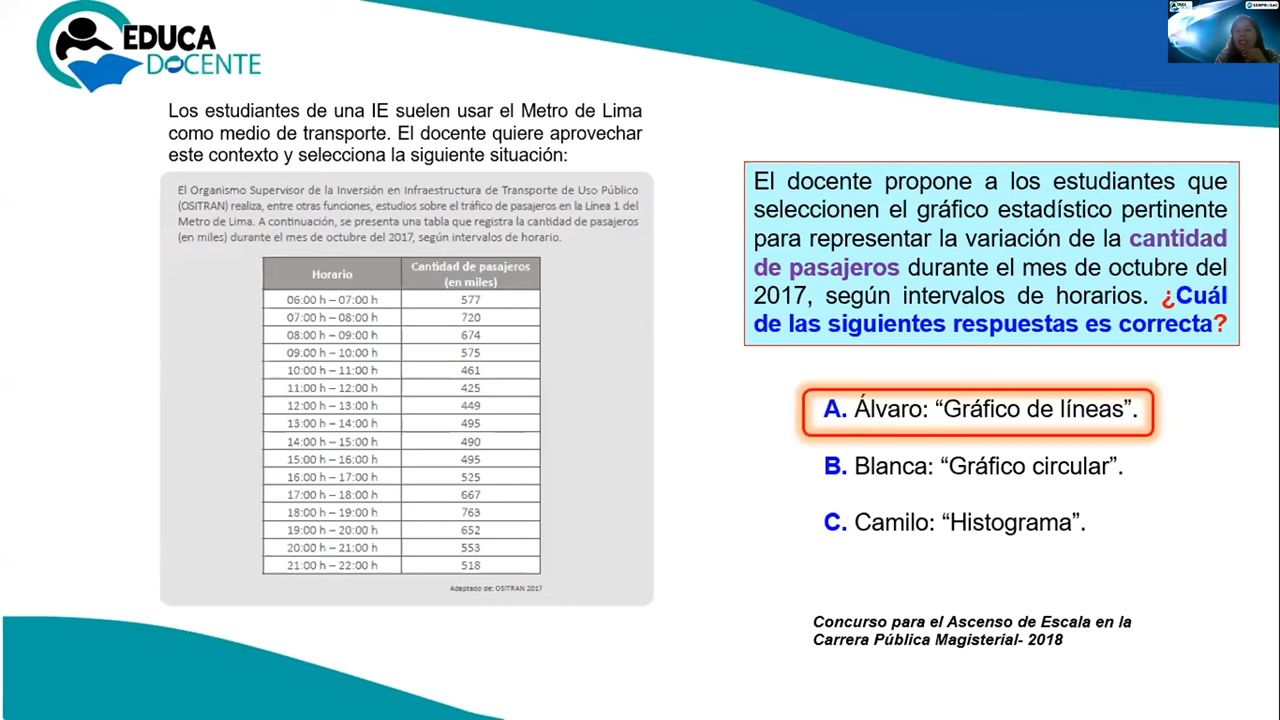 EDUCA
DOCENTE
Los estudiantes de una IE suelen usar el Metro de Lima
como medio de transporte. El docente quiere aprovechar
este contexto y selecciona la siguiente situación:
El Organismo Supervisor de la Inversión en Infraestructura de Transporte de Uso Público
(OSITRAN) realiza, entre otras funciones, estudios sobre el tráfico de pasajeros en la Línea 1 del
Metro de Lima. A continuación, se presenta una tabla que registra la cantidad de pasajeros
(en miles) durante el mes de octubre del 2017, según intervalos de horario.
Horario Cantidad de pasajeros
(en miles)
06:00 h – 07:00 h 577
07:00 h – 08:00 h 720
08:00 h – 09:00 h 674
09:00 h – 10:00 h 575
10:00 h – 11:00 h 461
11:00 h – 12:00 h 425
12:00 h – 13:00 h 449
13:00 h – 14:00 h 495
14:00 h – 15:00 h 490
15:00 h – 16:00 h 495
16:00 h – 17:00 h 525
17:00 h – 18:00 h 667
18:00 h – 19:00 h 763
19:00 h – 20:00 h 652
20:00 h – 21:00 h 553
21:00 h – 22:00 h 518
Adaptado de: OSITRAN 2017
El docente propone a los estudiantes que
seleccionen el gráfico estadístico pertinente
para representar la variación de la cantidad
de pasajeros durante el mes de octubre del
2017, según intervalos de horarios. ¿Cuál
de las siguientes respuestas es correcta?
A. Álvaro: “Gráfico de líneas”.
B. Blanca: “Gráfico circular”.
C. Camilo: “Histograma”.
Concurso para el Ascenso de Escala en la
Carrera Pública Magisterial- 2018